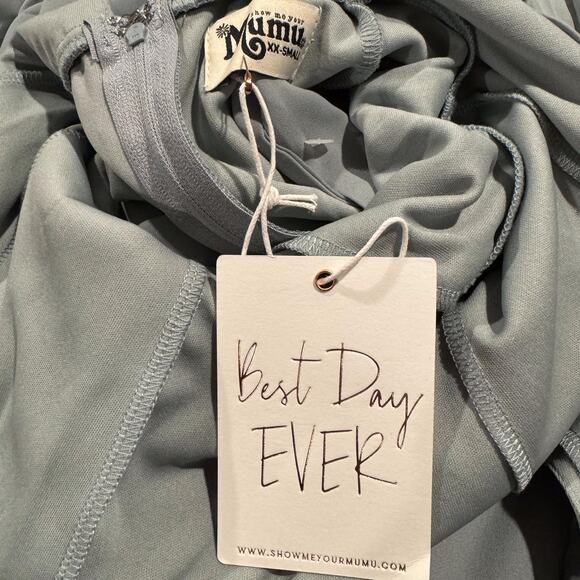 show me your
Mumu
XX-SMALL
Best Day
EVER
WWW.SHOWMEYOURMUMU.COM